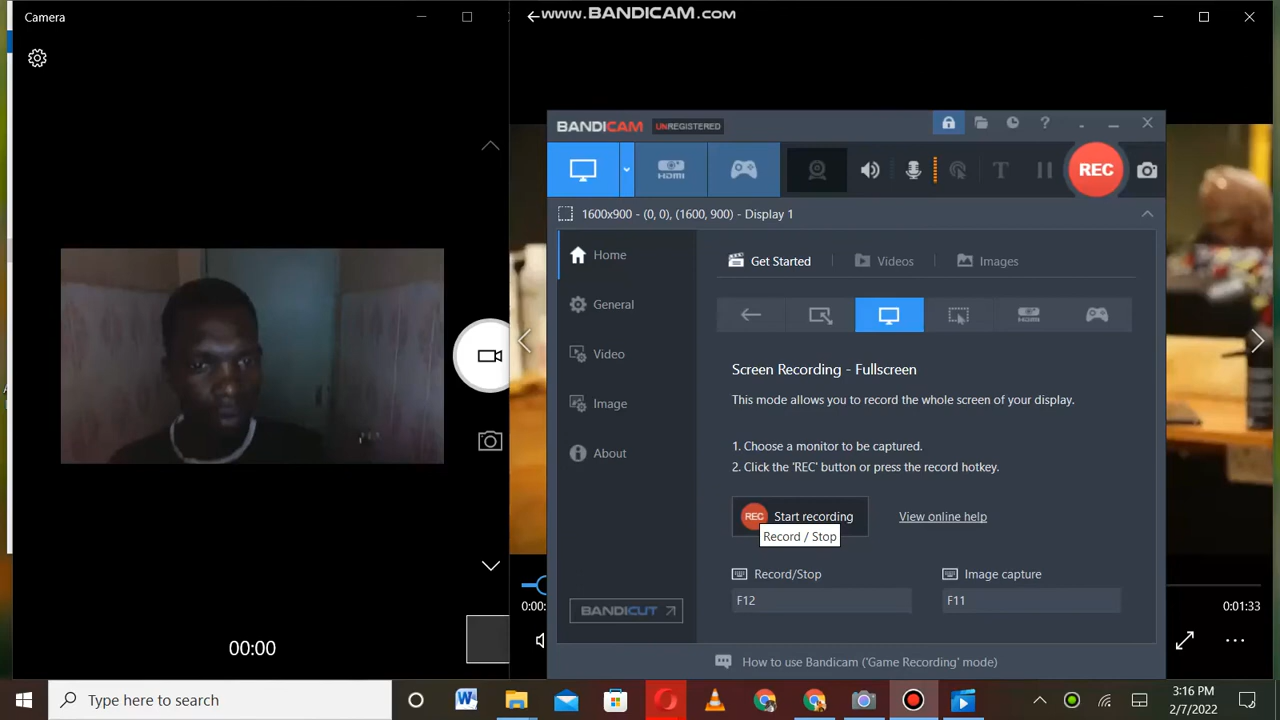 Camera
www.BANDICAM.com
BANDICAM UNREGISTERED
HDMI
REC
1600x900 - (0, 0), (1600, 900) - Display 1
Home
General
Video
Image
About
BANDICUT
Get Started
Videos
Images
HDMI
Screen Recording - Fullscreen
This mode allows you to record the whole screen of your display.
1. Choose a monitor to be captured.
2. Click the 'REC' button or press the record hotkey.
REC Start recording
View online help
Record / Stop
Record/Stop
Image capture
F12
F11
How to use Bandicam ('Game Recording' mode)
00:00
0:00:
0:01:33
Type here to search
3:16 PM
2/7/2022